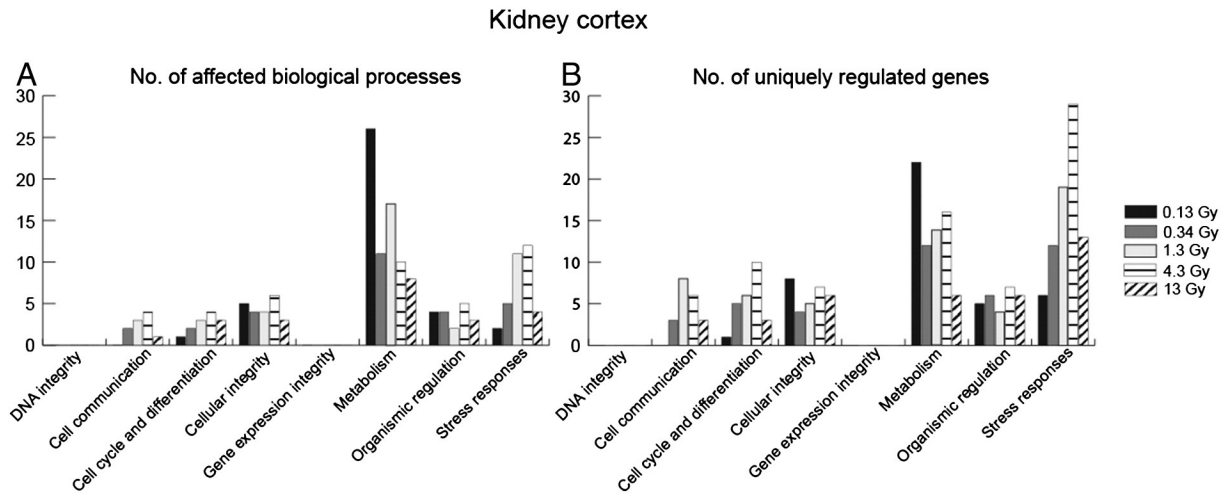 Kidney cortex
A
No. of affected biological processes
30
25
20
15
10
5
0
DNA integrity
Cell communication
Cell cycle and differentiation
Cellular integrity
Gene expression integrity
Metabolism
Organismic regulation
Stress responses
B
No. of uniquely regulated genes
30
25
20
15
10
5
0
DNA integrity
Cell communication
Cell cycle and differentiation
Cellular integrity
Gene expression integrity
Metabolism
Organismic regulation
Stress responses
0.13 Gy
0.34 Gy
1.3 Gy
4.3 Gy
13 Gy